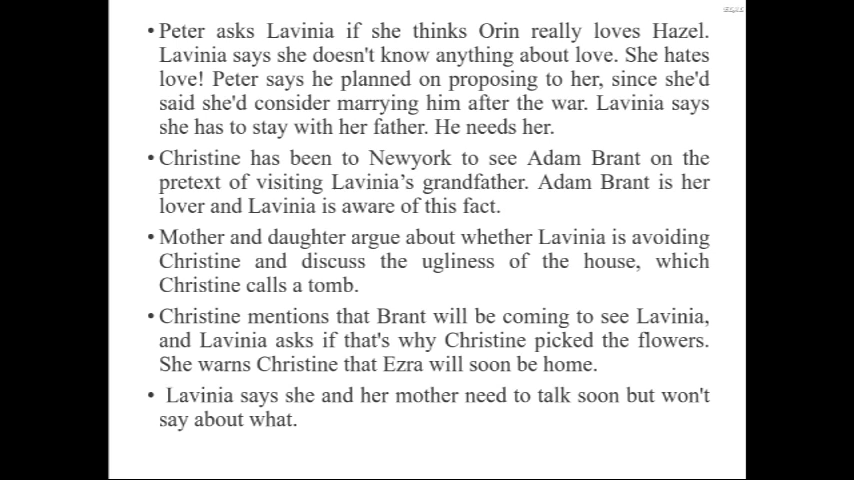 • Peter asks Lavinia if she thinks Orin really loves Hazel.
Lavinia says she doesn't know anything about love. She hates
love! Peter says he planned on proposing to her, since she'd
said she'd consider marrying him after the war. Lavinia says
she has to stay with her father. He needs her.
• Christine has been to Newyork to see Adam Brant on the
pretext of visiting Lavinia’s grandfather. Adam Brant is her
lover and Lavinia is aware of this fact.
• Mother and daughter argue about whether Lavinia is avoiding
Christine and discuss the ugliness of the house, which
Christine calls a tomb.
• Christine mentions that Brant will be coming to see Lavinia,
and Lavinia asks if that's why Christine picked the flowers.
She warns Christine that Ezra will soon be home.
• Lavinia says she and her mother need to talk soon but won't
say about what.